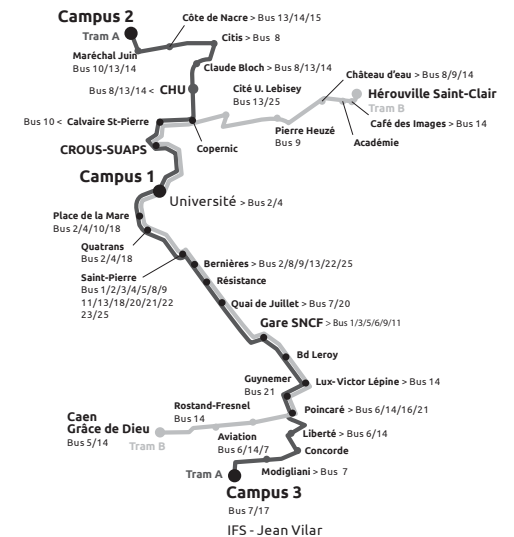 Campus 2
Côte de Nacre > Bus 13/14/15
Tram A
Citis > Bus 8
Maréchal Juin
Bus 10/13/14
Claude Bloch > Bus 8/13/14
Château d'eau > Bus 8/9/14
Bus 8/13/14 < CHU
Cité U. Lebisey
Bus 13/25
Hérouville Saint-Clair
Tram B
Bus 10 < Calvaire St-Pierre
Café des Images > Bus 14
Pierre Heuzé
Bus 9
Académie
CROUS-SUAPS
Copernic
Campus 1
Université > Bus 2/4
Place de la Mare
Bus 2/4/10/18
Quatrans
Bus 2/4/18
Bernières > Bus 2/8/9/13/22/25
Saint-Pierre
Bus 1/2/3/4/5/8/9
11/13/18/20/21/22
23/25
Résistance
Quai de Juillet > Bus 7/20
Gare SNCF > Bus 1/3/5/6/9/11
Bd Leroy
Guynemer
Bus 21
Lux-Victor Lépine > Bus 14
Rostand-Fresnel
Bus 14
Poincaré > Bus 6/14/16/21
Caen
Grâce de Dieu
Bus 5/14
Tram B
Aviation
Bus 6/14/7
Liberté > Bus 6/14
Concorde
Tram A
Modigliani > Bus 7
Campus 3
Bus 7/17
IFS - Jean Vilar